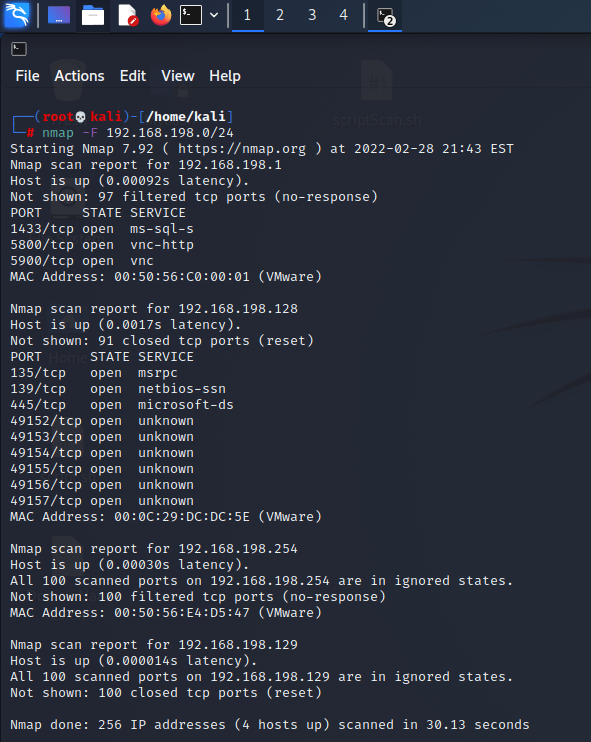 1 2 3 4 2
File Actions Edit View Help
scriptScan.sh
(root💀kali)-[/home/kali]
# nmap -F 192.168.198.0/24
Starting Nmap 7.92 ( https://nmap.org ) at 2022-02-28 21:43 EST
Nmap scan report for 192.168.198.1
Host is up (0.00092s latency).
Not shown: 97 filtered tcp ports (no-response)
PORT     STATE SERVICE
1433/tcp open  ms-sql-s
5800/tcp open  vnc-http
5900/tcp open  vnc
MAC Address: 00:50:56:C0:00:01 (VMware)
Nmap scan report for 192.168.198.128
Host is up (0.0017s latency).
Not shown: 91 closed tcp ports (reset)
PORT      STATE SERVICE
Home
135/tcp   open  msrpc
139/tcp   open  netbios-ssn
445/tcp   open  microsoft-ds
49152/tcp open  unknown
49153/tcp open  unknown
49154/tcp open  unknown
49155/tcp open  unknown
49156/tcp open  unknown
49157/tcp open  unknown
MAC Address: 00:0C:29:DC:DC:5E (VMware)
Nmap scan report for 192.168.198.254
Host is up (0.00030s latency).
All 100 scanned ports on 192.168.198.254 are in ignored states.
Not shown: 100 filtered tcp ports (no-response)
MAC Address: 00:50:56:E4:D5:47 (VMware)
Nmap scan report for 192.168.198.129
Host is up (0.000014s latency).
All 100 scanned ports on 192.168.198.129 are in ignored states.
Not shown: 100 closed tcp ports (reset)
Nmap done: 256 IP addresses (4 hosts up) scanned in 30.13 seconds